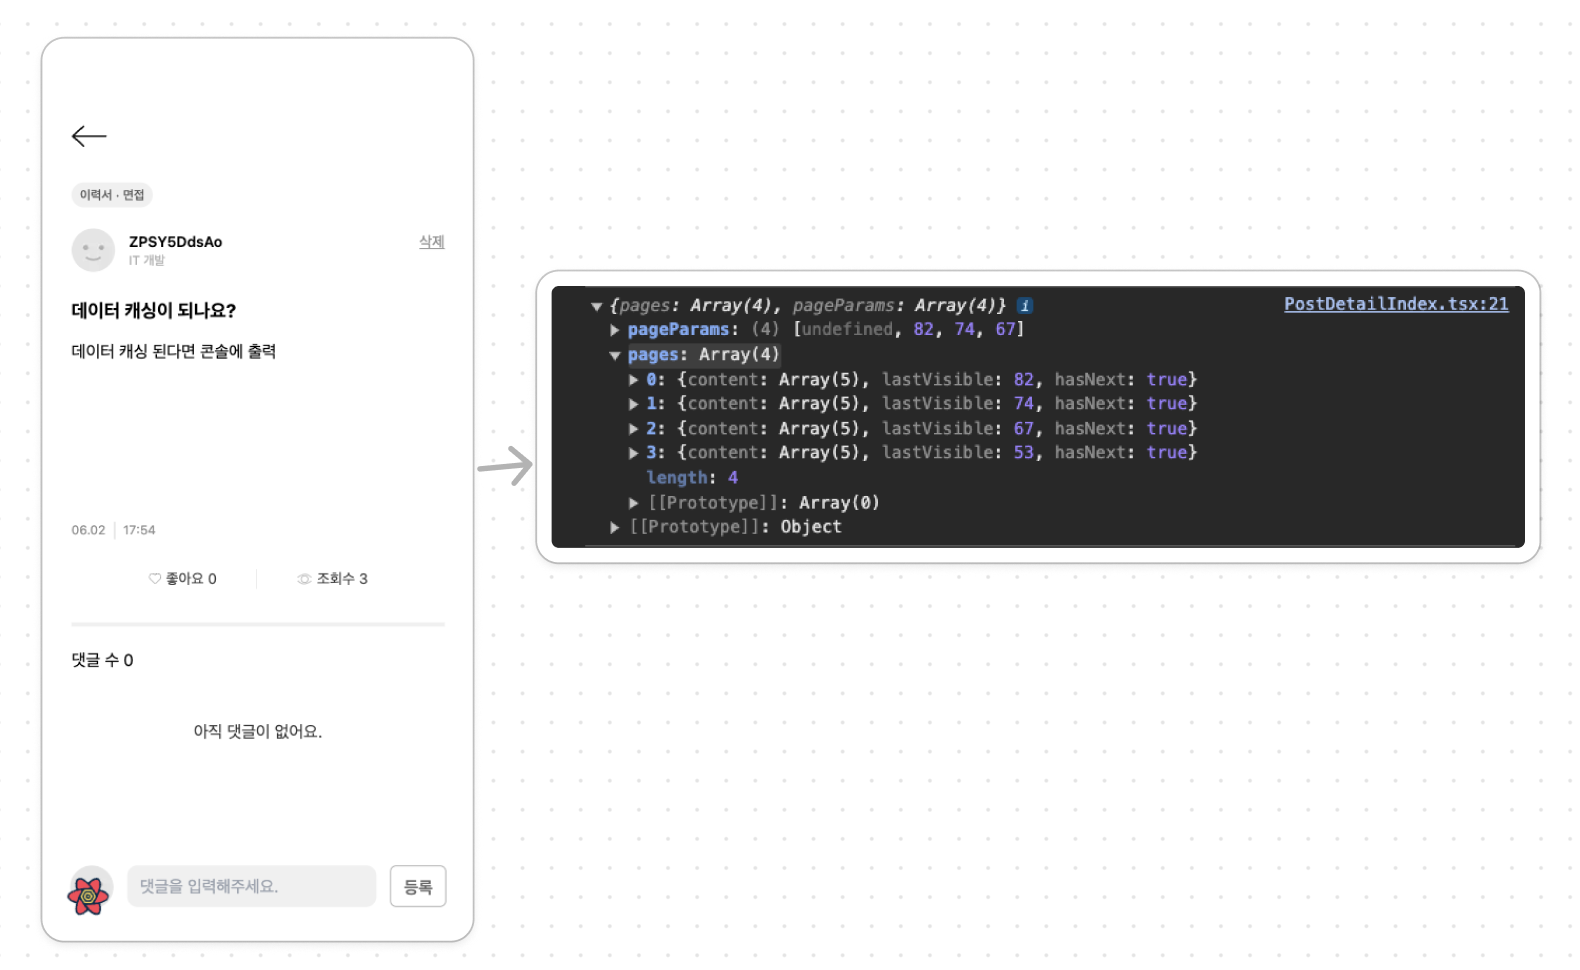 이력서 · 면접
ZPSY5DdsAo
삭제
IT 개발
데이터 캐싱이 되나요?
데이터 캐싱 된다면 콘솔에 출력
06.02 | 17:54
좋아요 0
조회수 3
댓글 수 0
아직 댓글이 없어요.
댓글을 입력해주세요.
등록
▼ {pages: Array(4), pageParams: Array(4)} i
PostDetailIndex.tsx:21
▶ pageParams: (4) [undefined, 82, 74, 67]
▼ pages: Array(4)
▶ 0: {content: Array(5), lastVisible: 82, hasNext: true}
▶ 1: {content: Array(5), lastVisible: 74, hasNext: true}
▶ 2: {content: Array(5), lastVisible: 67, hasNext: true}
▶ 3: {content: Array(5), lastVisible: 53, hasNext: true}
length: 4
▶ [[Prototype]]: Array(0)
▶ [[Prototype]]: Object